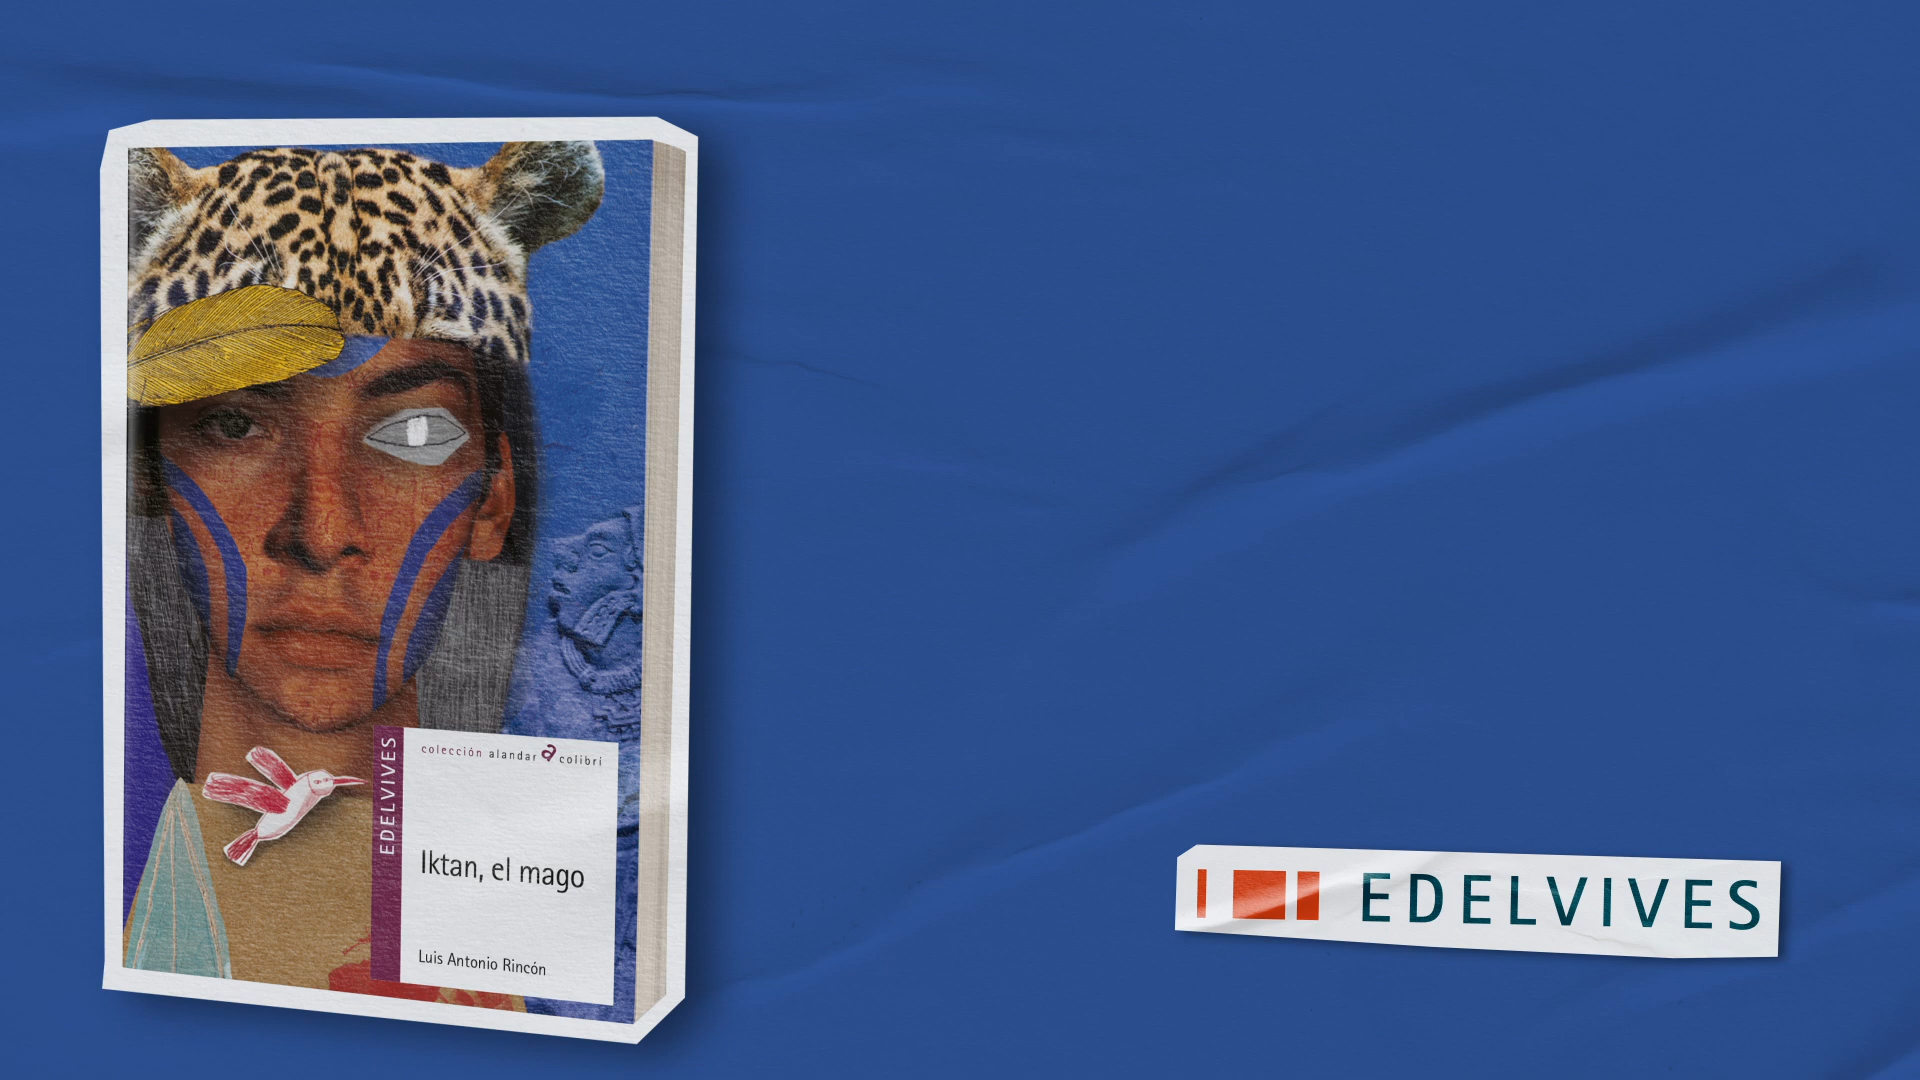 EDELVIVES
colección alandar a colibrí
Iktan, el mago
Luis Antonio Rincón
EDELVIVES